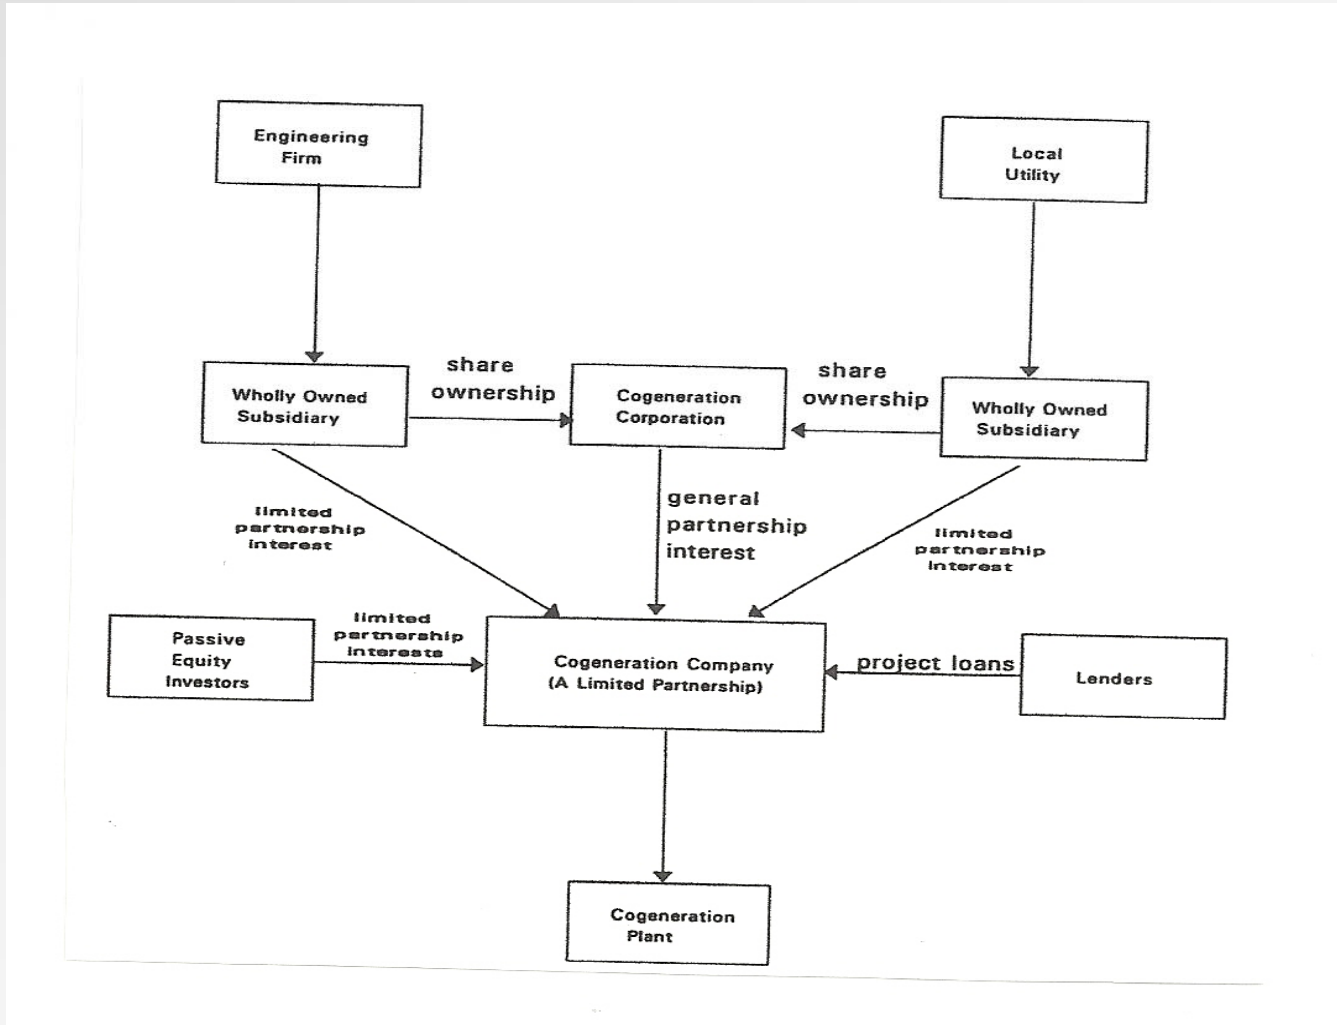 Engineering
Firm
Local
Utility
share
ownership
share
ownership
Wholly Owned
Subsidiary
Cogeneration
Corporation
Wholly Owned
Subsidiary
general
partnership
interest
limited
partnership
interest
limited
partnership
interest
limited
partnership
interests
Passive
Equity
Investors
Cogeneration Company
(A Limited Partnership)
project loans
Lenders
Cogeneration
Plant